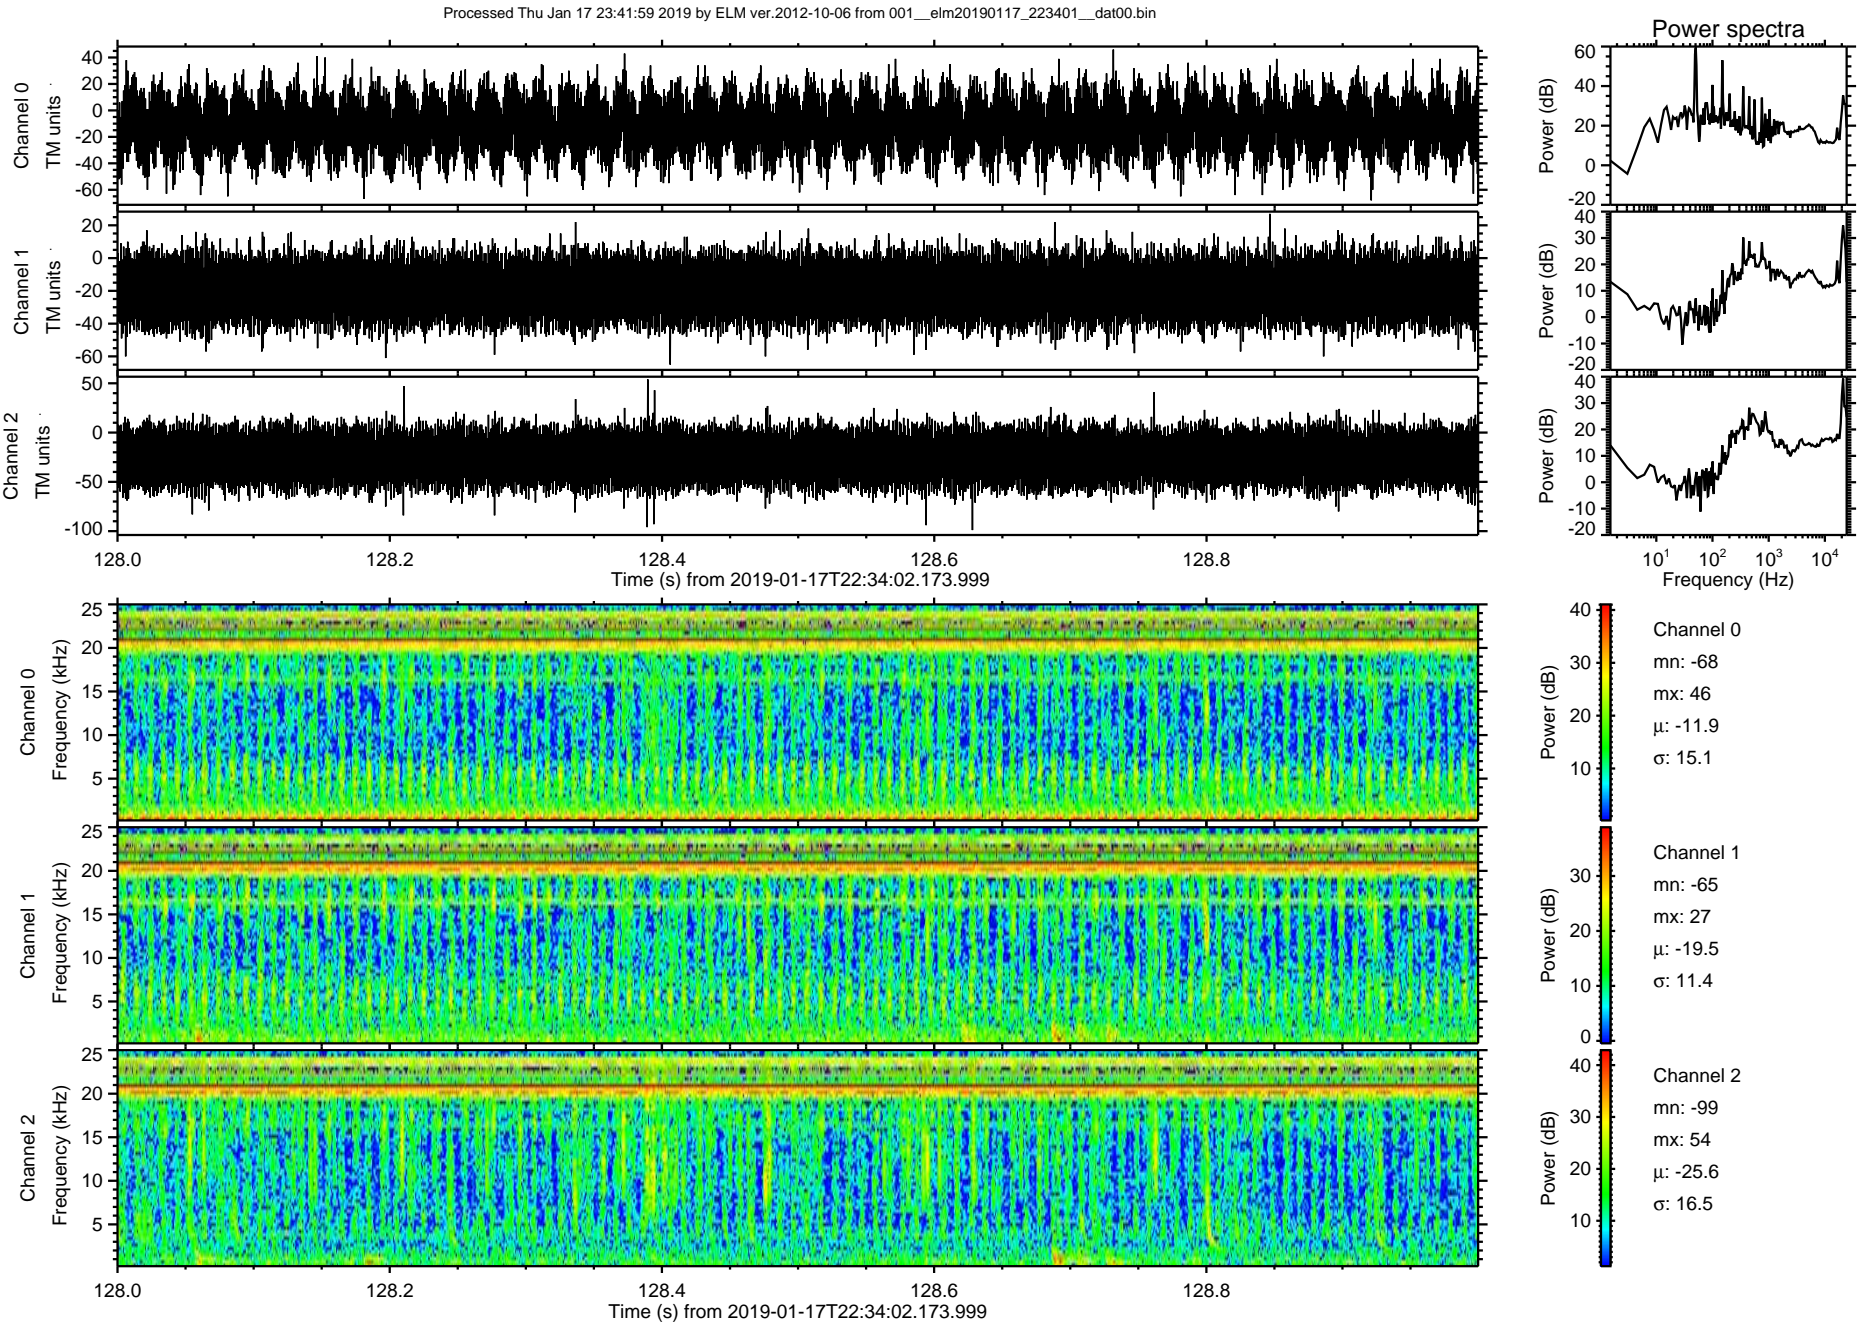 Processed Thu Jan 17 23:41:59 2019 by ELM ver.2012-10-06 from 001__elm20190117_223401__dat00.bin
Power spectra
Channel 0
TM units
40
20
0
-20
-40
-60
Power (dB)
60
40
20
0
-20
Channel 1
TM units
20
0
-20
-40
-60
Power (dB)
40
30
20
10
0
-10
-20
Channel 2
TM units
50
0
-50
-100
Power (dB)
40
30
20
10
0
-10
-20
128.0 128.2 128.4 128.6 128.8
Time (s) from 2019-01-17T22:34:02.173.999
10^1 10^2 10^3 10^4
Frequency (Hz)
Channel 0
Frequency (kHz)
25
20
15
10
5
Power (dB)
40
30
20
10
Channel 0
mn: -68
mx: 46
µ: -11.9
σ: 15.1
Channel 1
Frequency (kHz)
25
20
15
10
5
Power (dB)
30
20
10
0
Channel 1
mn: -65
mx: 27
µ: -19.5
σ: 11.4
Channel 2
Frequency (kHz)
25
20
15
10
5
Power (dB)
40
30
20
10
Channel 2
mn: -99
mx: 54
µ: -25.6
σ: 16.5
128.0 128.2 128.4 128.6 128.8
Time (s) from 2019-01-17T22:34:02.173.999